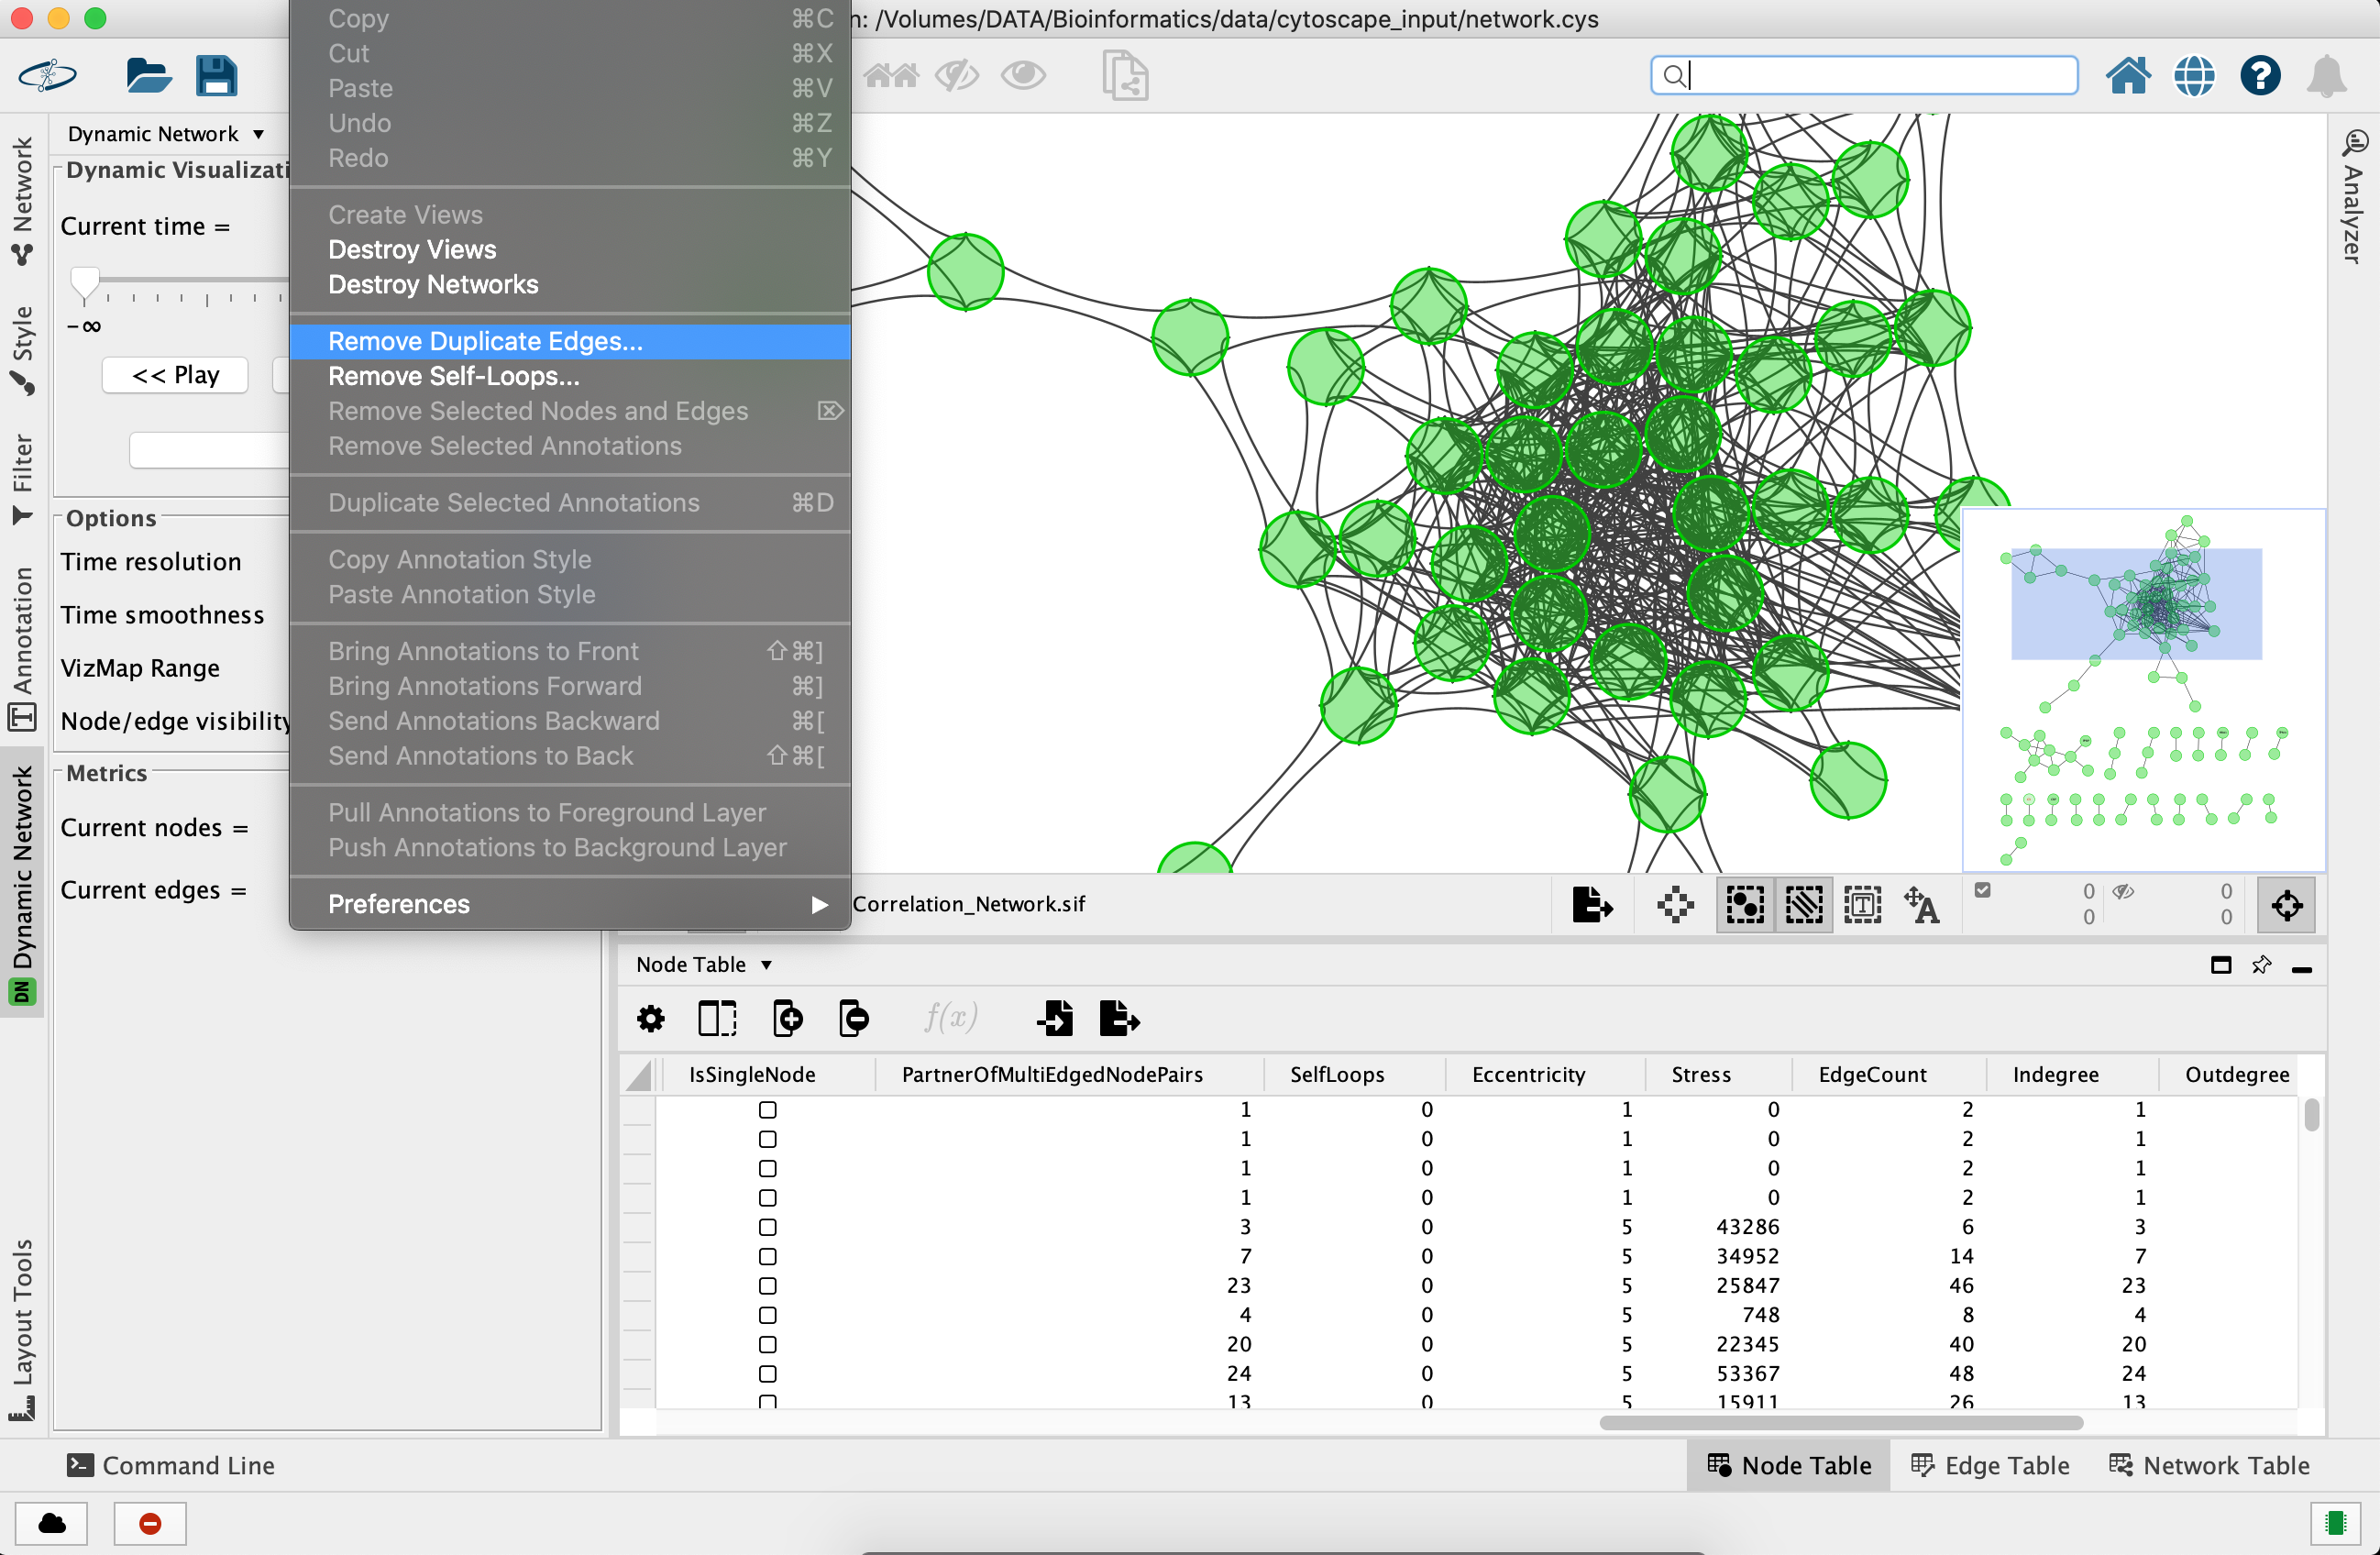 n: /Volumes/DATA/Bioinformatics/data/cytoscape_input/network.cys
Copy ⌘C
Cut ⌘X
Paste ⌘V
Undo ⌘Z
Redo ⌘Y
Create Views
Destroy Views
Destroy Networks
Remove Duplicate Edges...
Remove Self-Loops...
Remove Selected Nodes and Edges ⌦
Remove Selected Annotations
Duplicate Selected Annotations ⌘D
Copy Annotation Style
Paste Annotation Style
Bring Annotations to Front ⇧⌘]
Bring Annotations Forward ⌘]
Send Annotations Backward ⌘[
Send Annotations to Back ⇧⌘[
Pull Annotations to Foreground Layer
Push Annotations to Background Layer
Preferences ▶
Network
Style
Filter
Annotation
Dynamic Network
DN
Layout Tools
Dynamic Network ▼
Dynamic Visualizati
Current time =
-∞
<< Play
Options
Time resolution
Time smoothness
VizMap Range
Node/edge visibility
Metrics
Current nodes =
Current edges =
Analyzer
Correlation_Network.sif
0 0
0 0
Node Table ▼
f(x)
IsSingleNode PartnerOfMultiEdgedNodePairs SelfLoops Eccentricity Stress EdgeCount Indegree Outdegree
1 0 1 0 2 1
1 0 1 0 2 1
1 0 1 0 2 1
1 0 1 0 2 1
3 0 5 43286 6 3
7 0 5 34952 14 7
23 0 5 25847 46 23
4 0 5 748 8 4
20 0 5 22345 40 20
24 0 5 53367 48 24
13 0 5 15911 26 13
Command Line
Node Table
Edge Table
Network Table